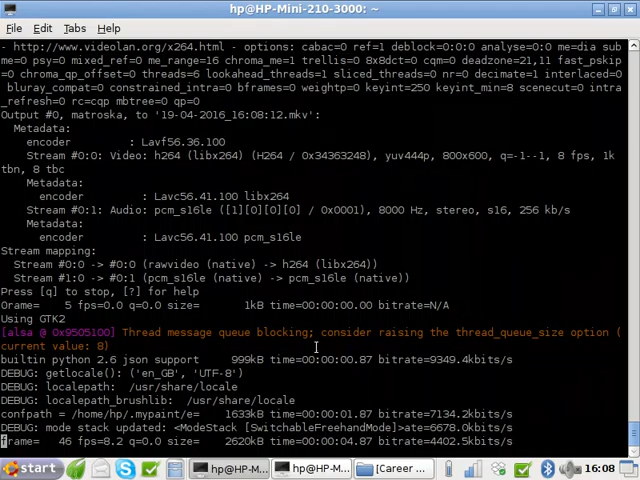 hp@HP-Mini-210-3000: ~
File Edit Tabs Help
- http://www.videolan.org/x264.html - options: cabac=0 ref=1 deblock=0:0:0 analyse=0:0 me=dia sub
me=0 psy=0 mixed_ref=0 me_range=16 chroma_me=1 trellis=0 8x8dct=0 cqm=0 deadzone=21,11 fast_pskip
=0 chroma_qp_offset=0 threads=6 lookahead_threads=1 sliced_threads=0 nr=0 decimate=1 interlaced=0
 bluray_compat=0 constrained_intra=0 bframes=0 weightp=0 keyint=250 keyint_min=8 scenecut=0 intra
_refresh=0 rc=cqp mbtree=0 qp=0
Output #0, matroska, to '19-04-2016_16:08:12.mkv':
  Metadata:
    encoder         : Lavf56.36.100
    Stream #0:0: Video: h264 (libx264) (H264 / 0x34363248), yuv444p, 800x600, q=-1--1, 8 fps, 1k
tbn, 8 tbc
    Metadata:
      encoder         : Lavc56.41.100 libx264
    Stream #0:1: Audio: pcm_s16le ([1][0][0][0] / 0x0001), 8000 Hz, stereo, s16, 256 kb/s
    Metadata:
      encoder         : Lavc56.41.100 pcm_s16le
Stream mapping:
  Stream #0:0 -> #0:0 (rawvideo (native) -> h264 (libx264))
  Stream #1:0 -> #0:1 (pcm_s16le (native) -> pcm_s16le (native))
Press [q] to stop, [?] for help
0rame=    5 fps=0.0 q=0.0 size=       1kB time=00:00:00.00 bitrate=N/A
Using GTK2
[alsa @ 0x9505100] Thread message queue blocking; consider raising the thread_queue_size option (
current value: 8)
builtin python 2.6 json support     999kB time=00:00:00.87 bitrate=9349.4kbits/s
DEBUG: getlocale(): ('en_GB', 'UTF-8')
DEBUG: localepath:  /usr/share/locale
DEBUG: localepath_brushlib:  /usr/share/locale
confpath = /home/hp/.mypaint/e=    1633kB time=00:00:01.87 bitrate=7134.2kbits/s
DEBUG: mode stack updated: <ModeStack [SwitchableFreehandMode]>ate=6678.0kbits/s
frame=   46 fps=8.2 q=0.0 size=    2620kB time=00:00:04.87 bitrate=4402.5kbits/s
start
hp@HP-M...
hp@HP-M...
[Career ...
16:08